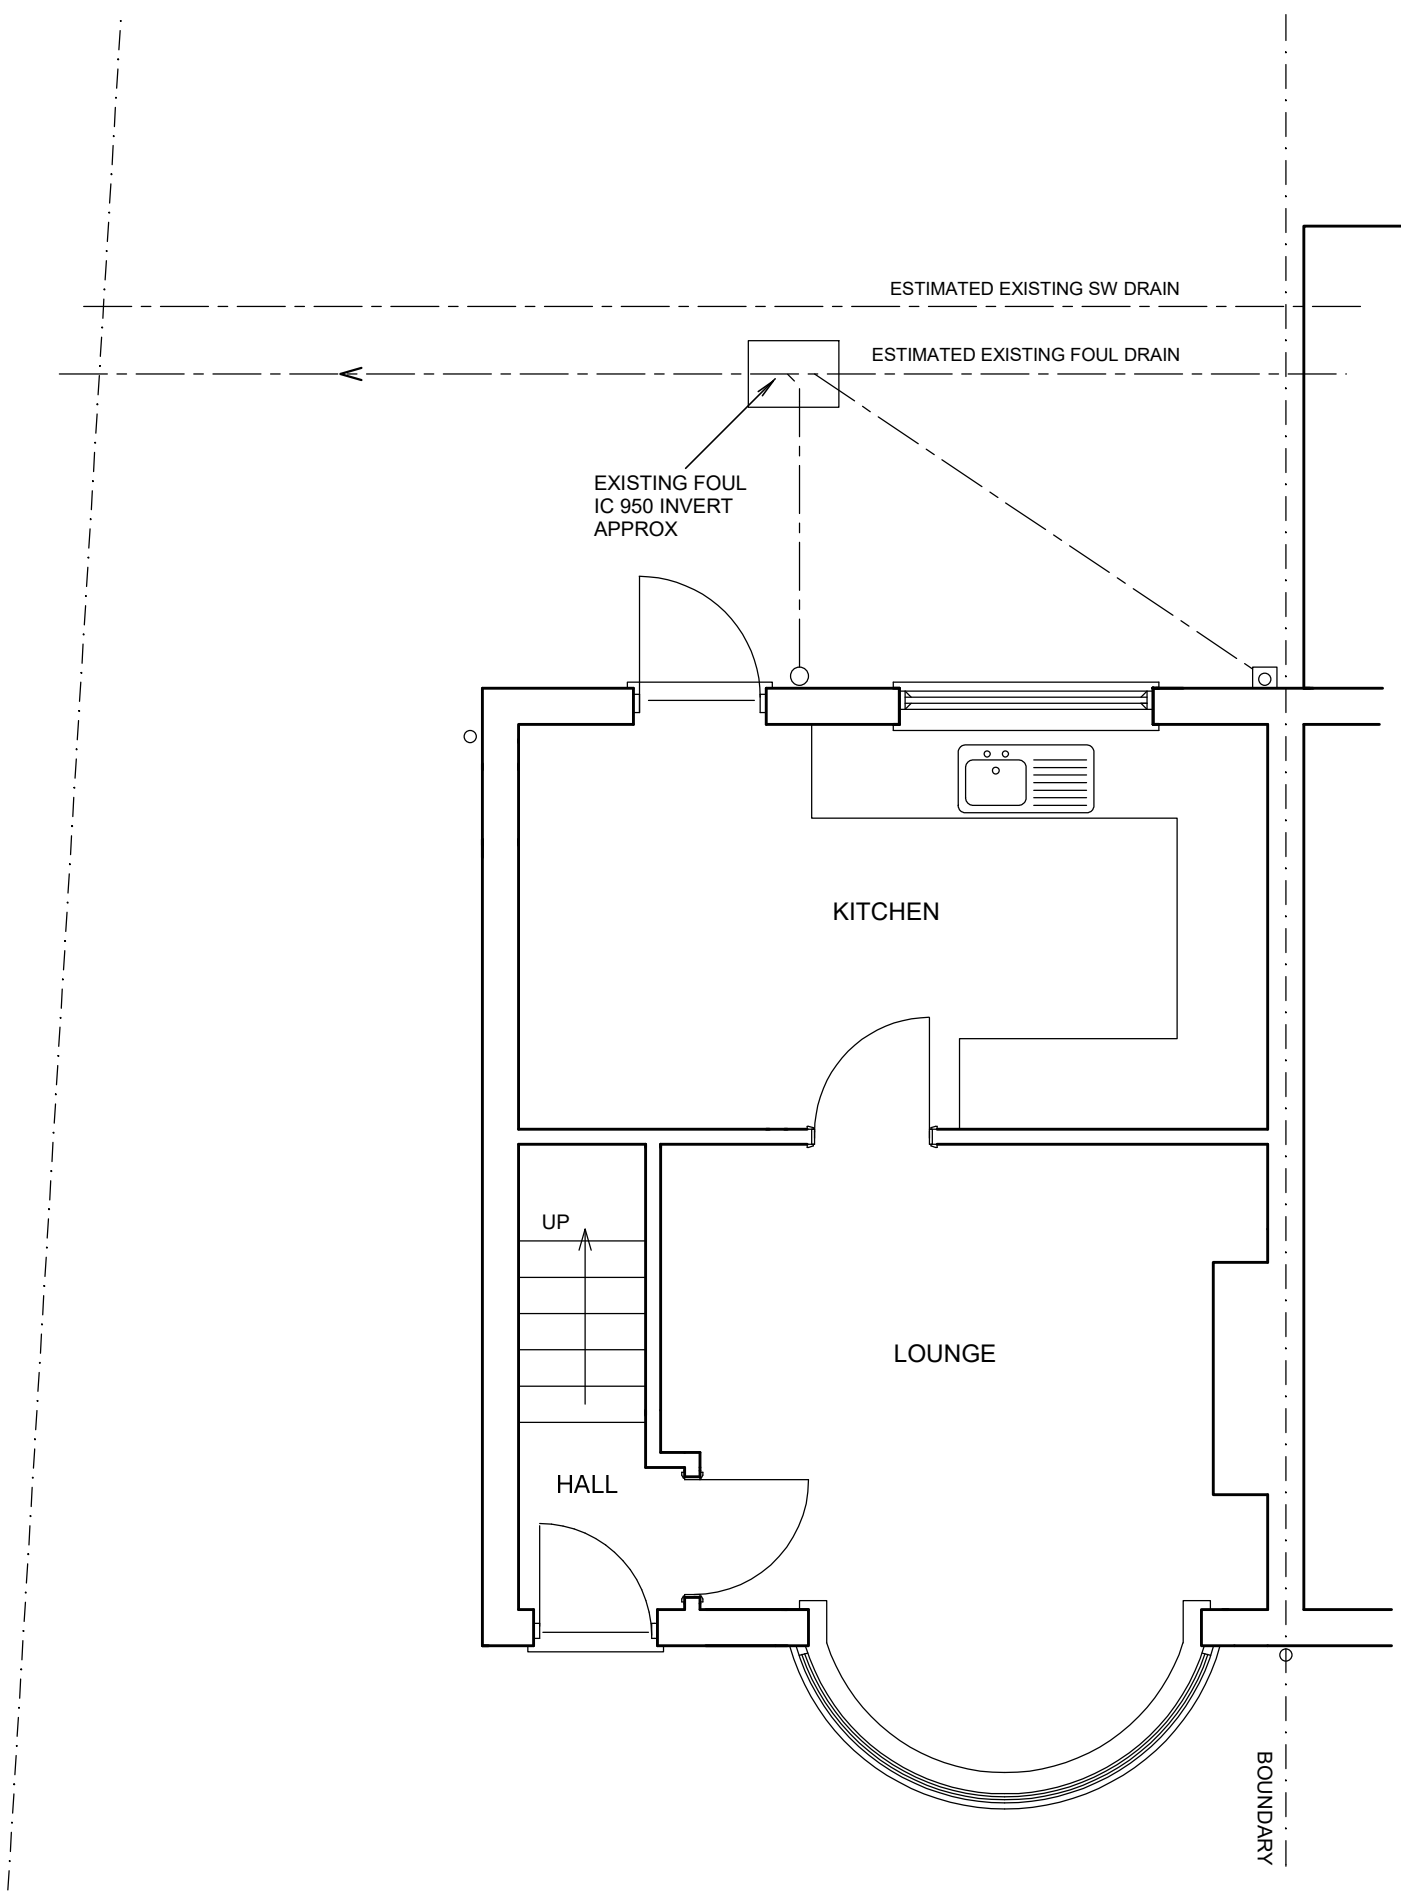 ESTIMATED EXISTING SW DRAIN
ESTIMATED EXISTING FOUL DRAIN
EXISTING FOUL
IC 950 INVERT
APPROX
KITCHEN
UP
LOUNGE
HALL
BOUNDARY